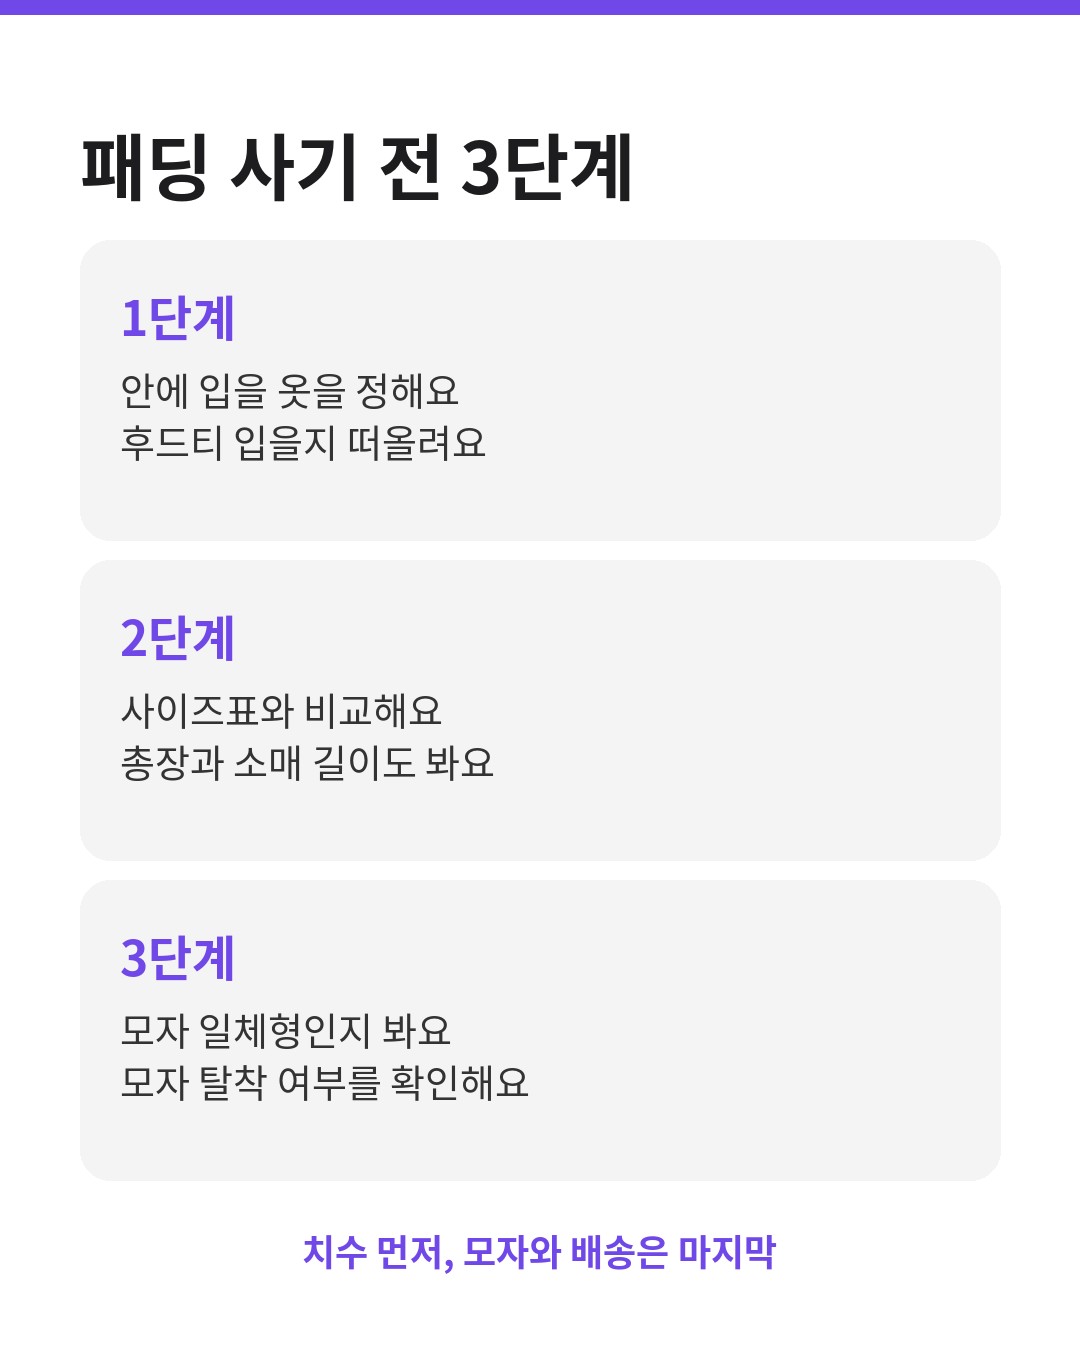 패딩 사기 전 3단계
1단계
안에 입을 옷을 정해요
후드티 입을지 떠올려요
2단계
사이즈표와 비교해요
총장과 소매 길이도 봐요
3단계
모자 일체형인지 봐요
모자 탈착 여부를 확인해요
치수 먼저, 모자와 배송은 마지막